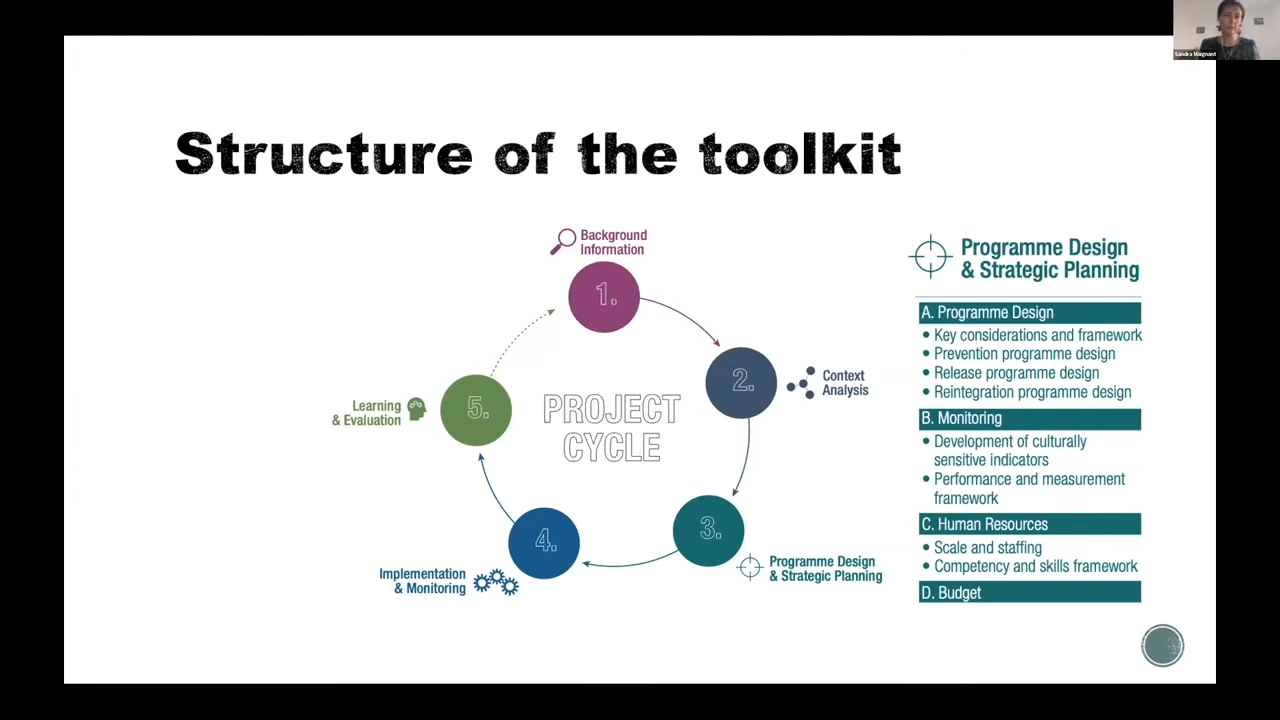 Sandra Maignant
Structure of the toolkit
Background
Information
1.
2.
Context
Analysis
PROJECT
CYCLE
3.
Programme Design
& Strategic Planning
4.
Implementation
& Monitoring
5.
Learning
& Evaluation
Programme Design
& Strategic Planning
A. Programme Design
• Key considerations and framework
• Prevention programme design
• Release programme design
• Reintegration programme design
B. Monitoring
• Development of culturally
sensitive indicators
• Performance and measurement
framework
C. Human Resources
• Scale and staffing
• Competency and skills framework
D. Budget